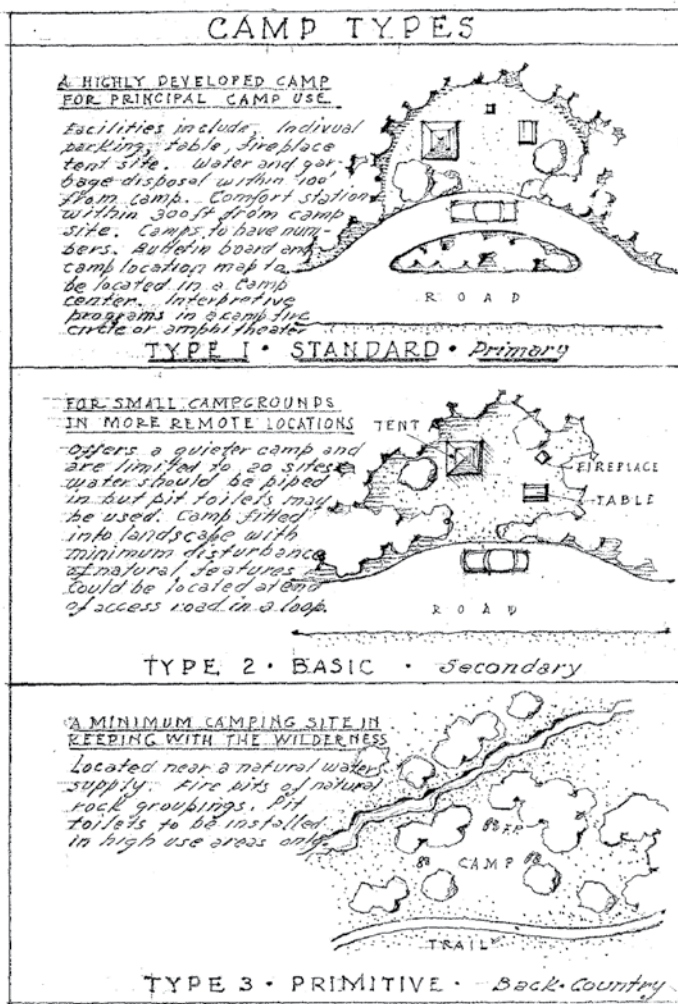 CAMP TYPES
A HIGHLY DEVELOPED CAMP
FOR PRINCIPAL CAMP USE
Facilities include, Indivual
parking, table, fireplace
tent site. Water and gar-
bage disposal within 100'
from camp. Comfort station
within 300 ft from camp
site. Camps to have num-
bers. Bulletin board and
camp location map to
be located in a Camp
center. Interpretive
programs in a camp fire
circle or amphitheater
ROAD
TYPE 1 · STANDARD · Primary
FOR SMALL CAMPGROUNDS
IN MORE REMOTE LOCATIONS
Offers a quieter camp and
are limited to 20 sites
water should be piped
in but pit toilets may
be used. Camp fitted
into landscape with
minimum disturbance
of natural features
Could be located at end
of access road in a loop.
TENT
FIREPLACE
TABLE
ROAD
TYPE 2 · BASIC · Secondary
A MINIMUM CAMPING SITE IN
KEEPING WITH THE WILDERNESS
Located near a natural water
supply. Fire pits of natural
rock groupings. Pit
toilets to be installed
in high use areas only.
F.P.
CAMP
TRAIL
TYPE 3 · PRIMITIVE · Back·Country